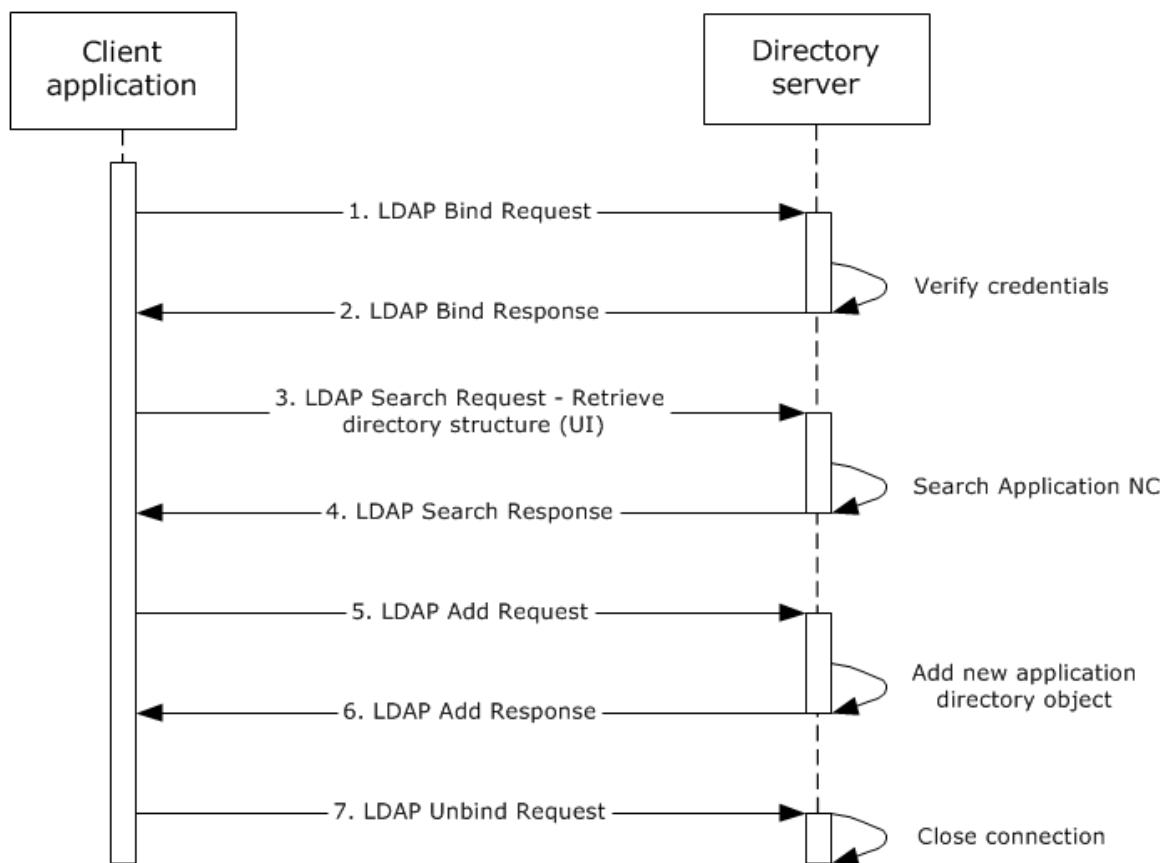 Client
application
Directory
server
1. LDAP Bind Request
Verify credentials
2. LDAP Bind Response
3. LDAP Search Request - Retrieve
directory structure (UI)
Search Application NC
4. LDAP Search Response
5. LDAP Add Request
Add new application
directory object
6. LDAP Add Response
7. LDAP Unbind Request
Close connection